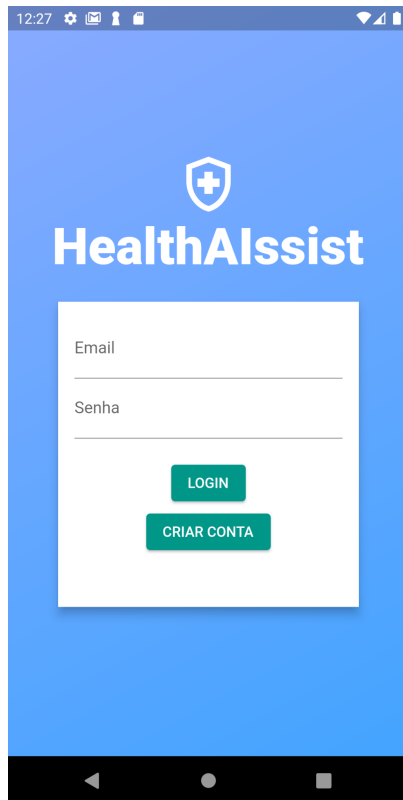 12:27
HealthAIssist
Email
Senha
LOGIN
CRIAR CONTA